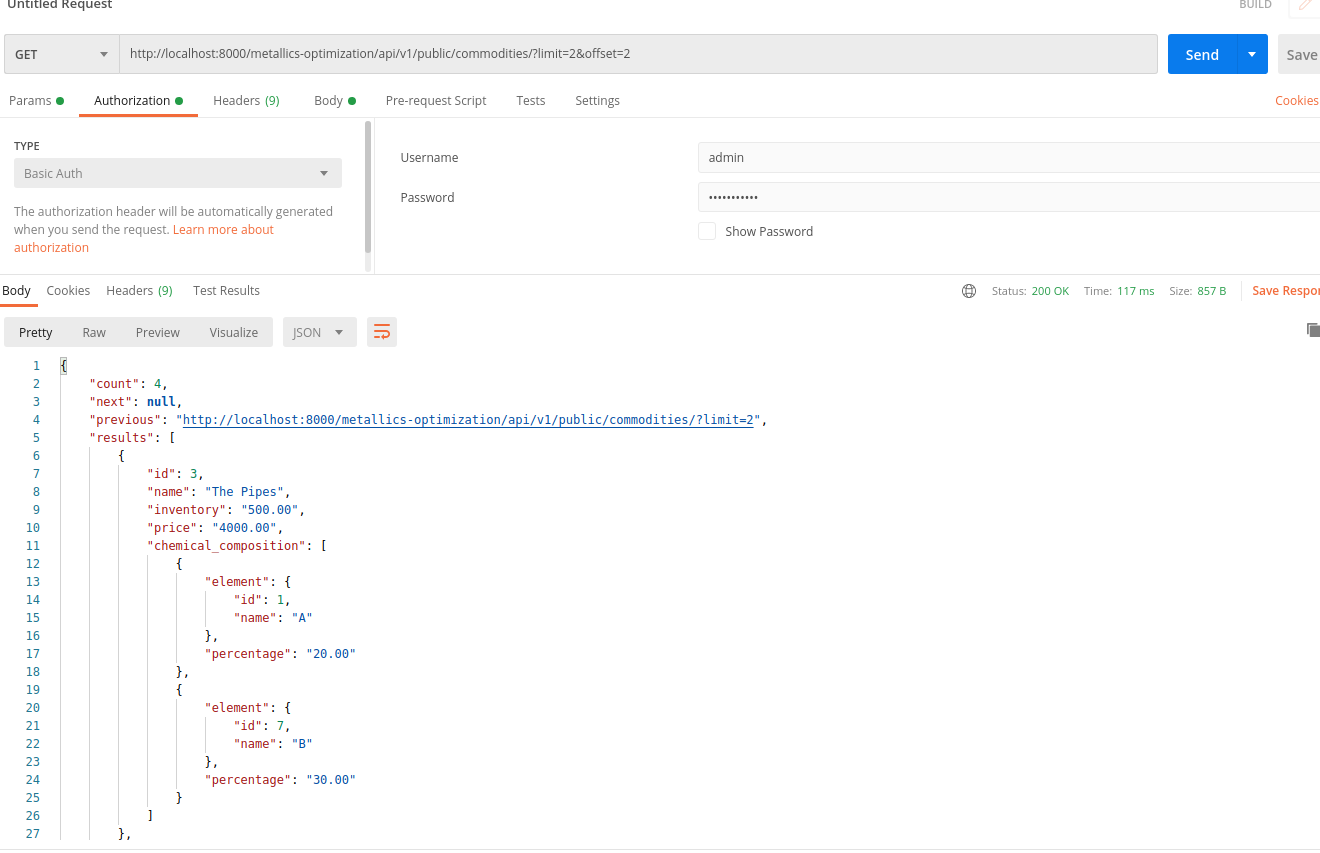 Untitled Request
BUILD
GET
http://localhost:8000/metallics-optimization/api/v1/public/commodities/?limit=2&offset=2
Send
Save
Params
Authorization
Headers (9)
Body
Pre-request Script
Tests
Settings
Cookies
TYPE
Basic Auth
The authorization header will be automatically generated
when you send the request. Learn more about
authorization
Username
admin
Password
•••••••••••
Show Password
Body
Cookies
Headers (9)
Test Results
Status: 200 OK
Time: 117 ms
Size: 857 B
Save Respor
Pretty
Raw
Preview
Visualize
JSON
1 {
2 "count": 4,
3 "next": null,
4 "previous": "http://localhost:8000/metallics-optimization/api/v1/public/commodities/?limit=2",
5 "results": [
6 {
7 "id": 3,
8 "name": "The Pipes",
9 "inventory": "500.00",
10 "price": "4000.00",
11 "chemical_composition": [
12 {
13 "element": {
14 "id": 1,
15 "name": "A"
16 },
17 "percentage": "20.00"
18 },
19 {
20 "element": {
21 "id": 7,
22 "name": "B"
23 },
24 "percentage": "30.00"
25 }
26 ]
27 },